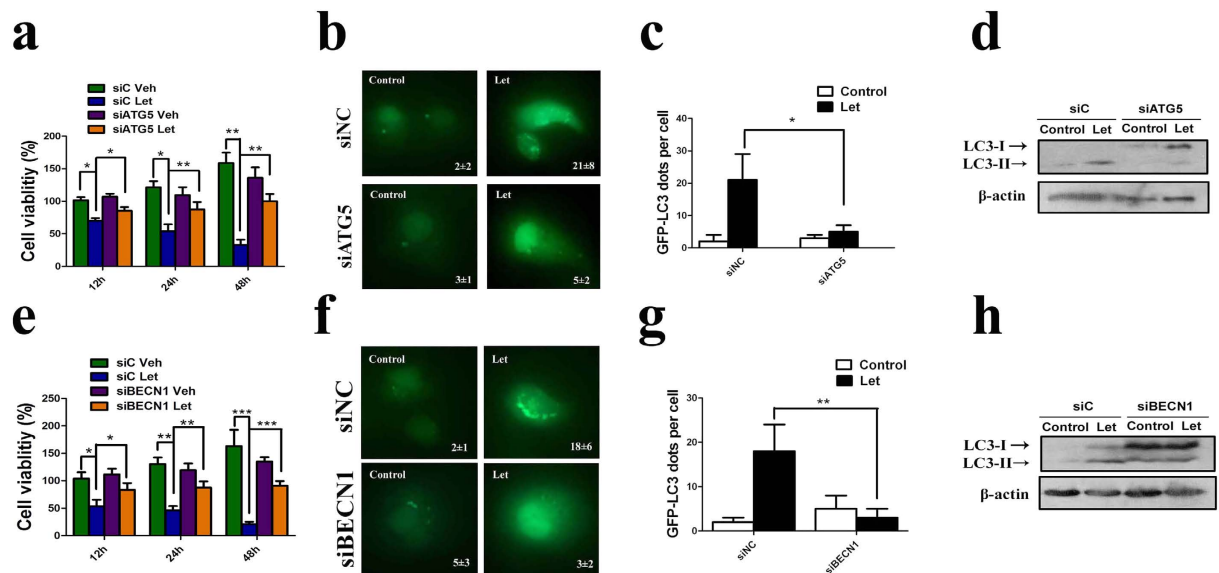 a
siC Veh
siC Let
siATG5 Veh
siATG5 Let
Cell viablitiy (%)
150
100
50
0
* * * ** ** **
12h 24h 48h
b
siNC
siATG5
Control
2±2
Let
21±8
3±1
Let
5±2
c
Control
Let
GFP-LC3 dots per cell
40
30
20
10
0
*
siNC siATG5
d
siC siATG5
Control Let Control Let
LC3-I →
LC3-II→
β-actin
e
siC Veh
siC Let
siBECN1 Veh
siBECN1 Let
Cell viablitiy (%)
250
200
150
100
50
0
* * ** ** *** ***
12h 24h 48h
f
siNC
siBECN1
Control
2±1
Let
18±6
Control
5±3
Let
3±2
g
Control
Let
GFP-LC3 dots per cell
40
30
20
10
0
**
siNC siBECN1
h
siC siBECN1
Control Let Control Let
LC3-I →
LC3-II→
β-actin